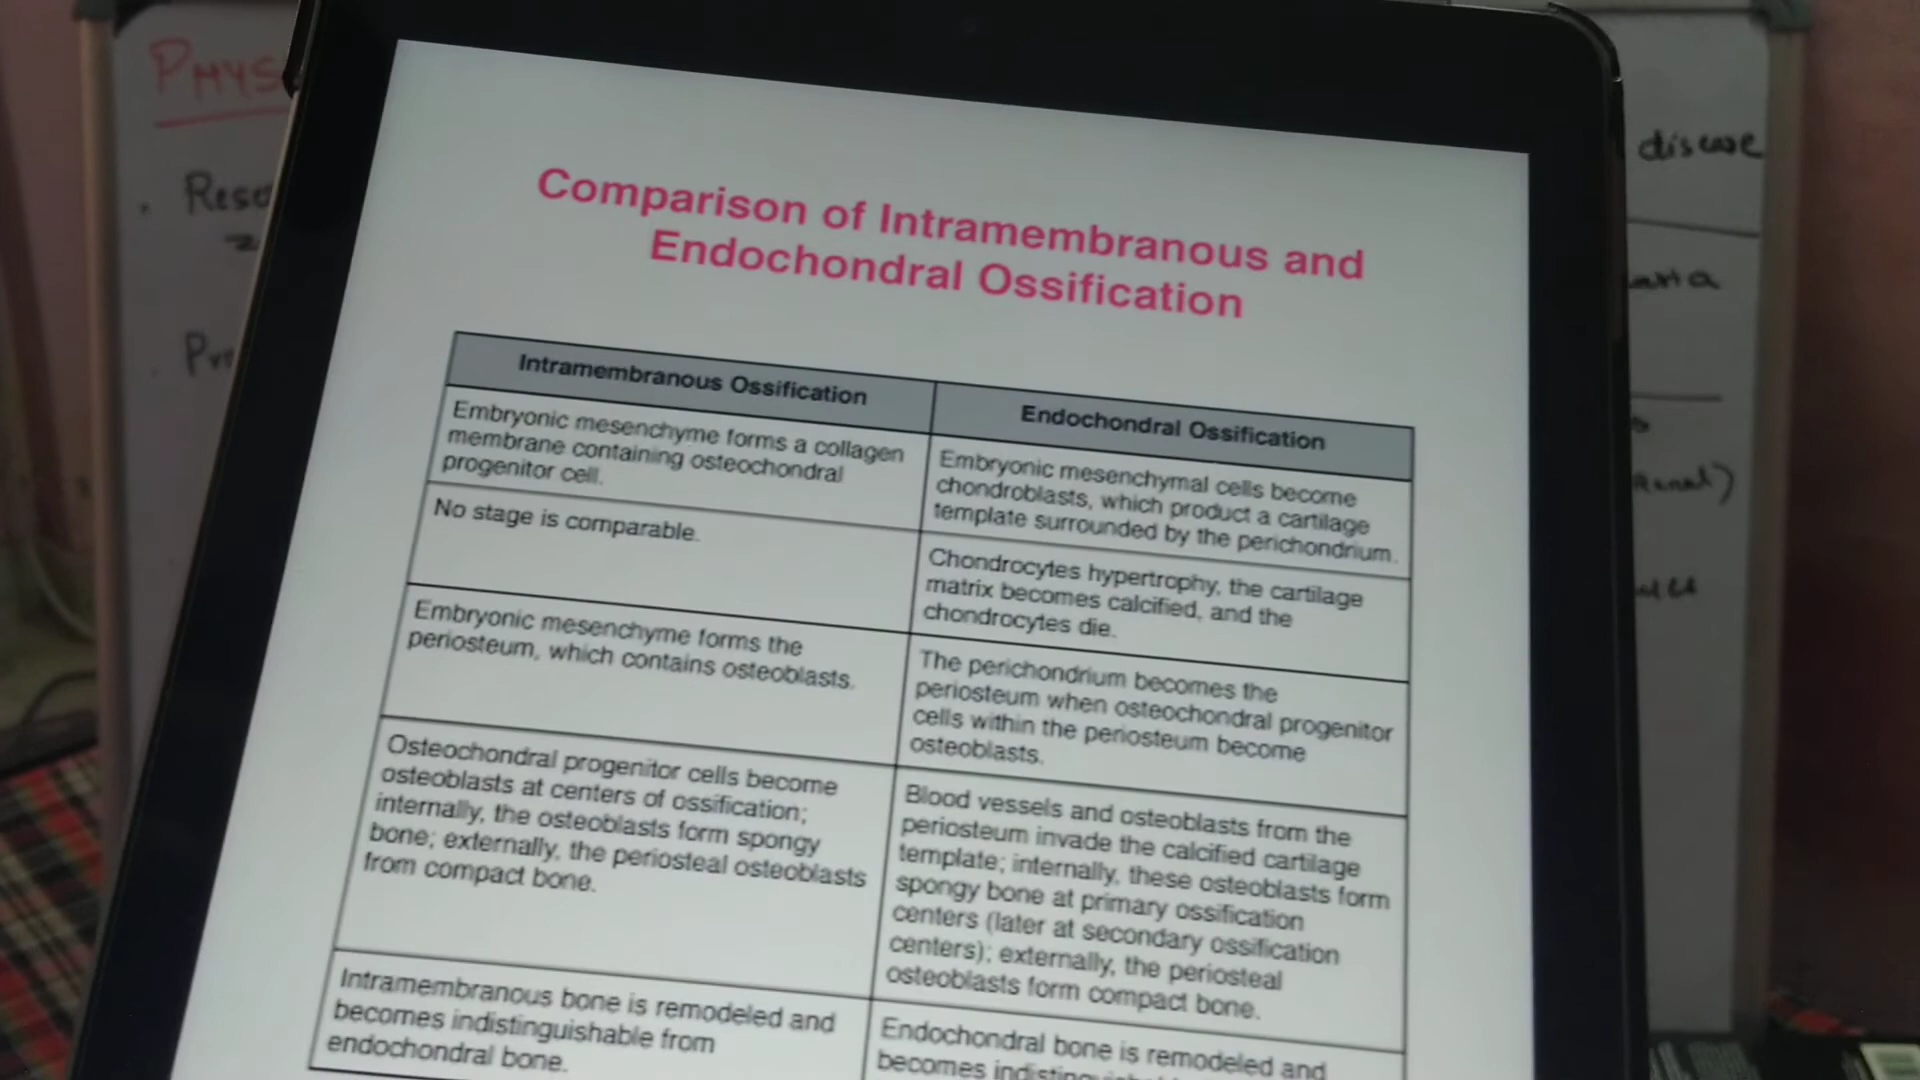 PHYS
Rese
disease
Comparison of Intramembranous and
Endochondral Ossification
Intramembranous Ossification
Endochondral Ossification
Embryonic mesenchyme forms a collagen
membrane containing osteochondral
progenitor cell.
Embryonic mesenchymal cells become
chondroblasts, which product a cartilage
template surrounded by the perichondrium.
No stage is comparable.
Chondrocytes hypertrophy, the cartilage
matrix becomes calcified, and the
chondrocytes die.
Embryonic mesenchyme forms the
periosteum, which contains osteoblasts.
The perichondrium becomes the
periosteum when osteochondral progenitor
cells within the periosteum become
osteoblasts.
Osteochondral progenitor cells become
osteoblasts at centers of ossification;
internally, the osteoblasts form spongy
bone; externally, the periosteal osteoblasts
from compact bone.
Blood vessels and osteoblasts from the
periosteum invade the calcified cartilage
template; internally, these osteoblasts form
spongy bone at primary ossification
centers (later at secondary ossification
centers); externally, the periosteal
osteoblasts form compact bone.
Intramembranous bone is remodeled and
becomes indistinguishable from
endochondral bone.
Endochondral bone is remodeled and
becomes